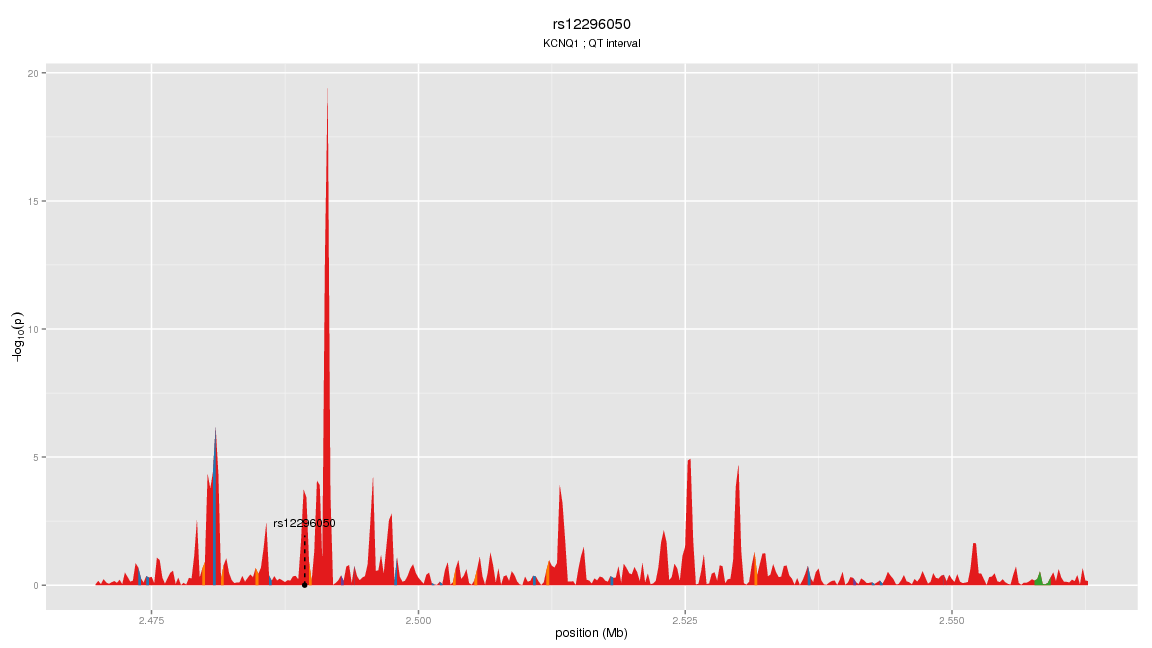 rs12296050
KCNQ1 ; QT interval
20
15
10
5
0
−log10(p)
rs12296050
2.475
2.500
2.525
2.550
position (Mb)